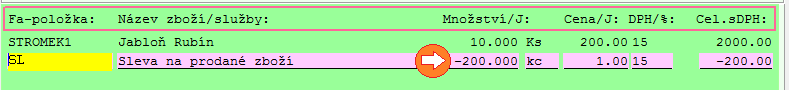 Fa-položka: Název zboží/služby: Množství/J: Cena/J: DPH/%: Cel.sDPH:
STROMEK1 Jabloň Rubín 10.000 Ks 200.00 15 2000.00
SL Sleva na prodané zboží -200.000 kc 1.00 15 -200.00